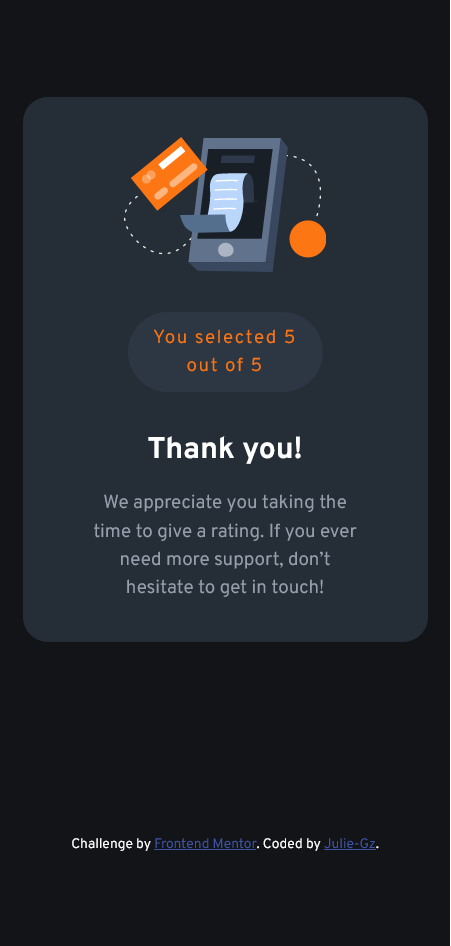 You selected 5
out of 5
Thank you!
We appreciate you taking the
time to give a rating. If you ever
need more support, don’t
hesitate to get in touch!
Challenge by Frontend Mentor. Coded by Julie-Gz.